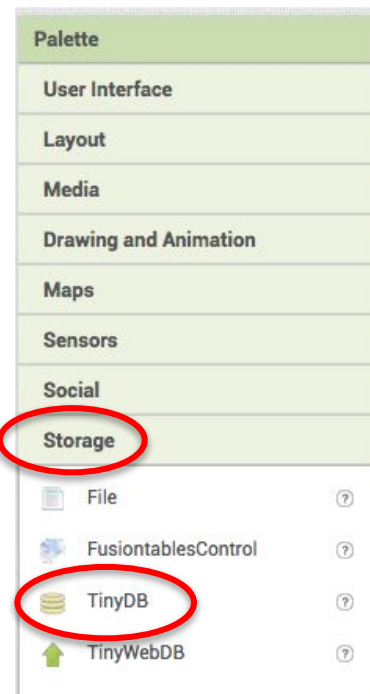 Palette
User Interface
Layout
Media
Drawing and Animation
Maps
Sensors
Social
Storage
File ?
FusiontablesControl ?
TinyDB ?
TinyWebDB ?